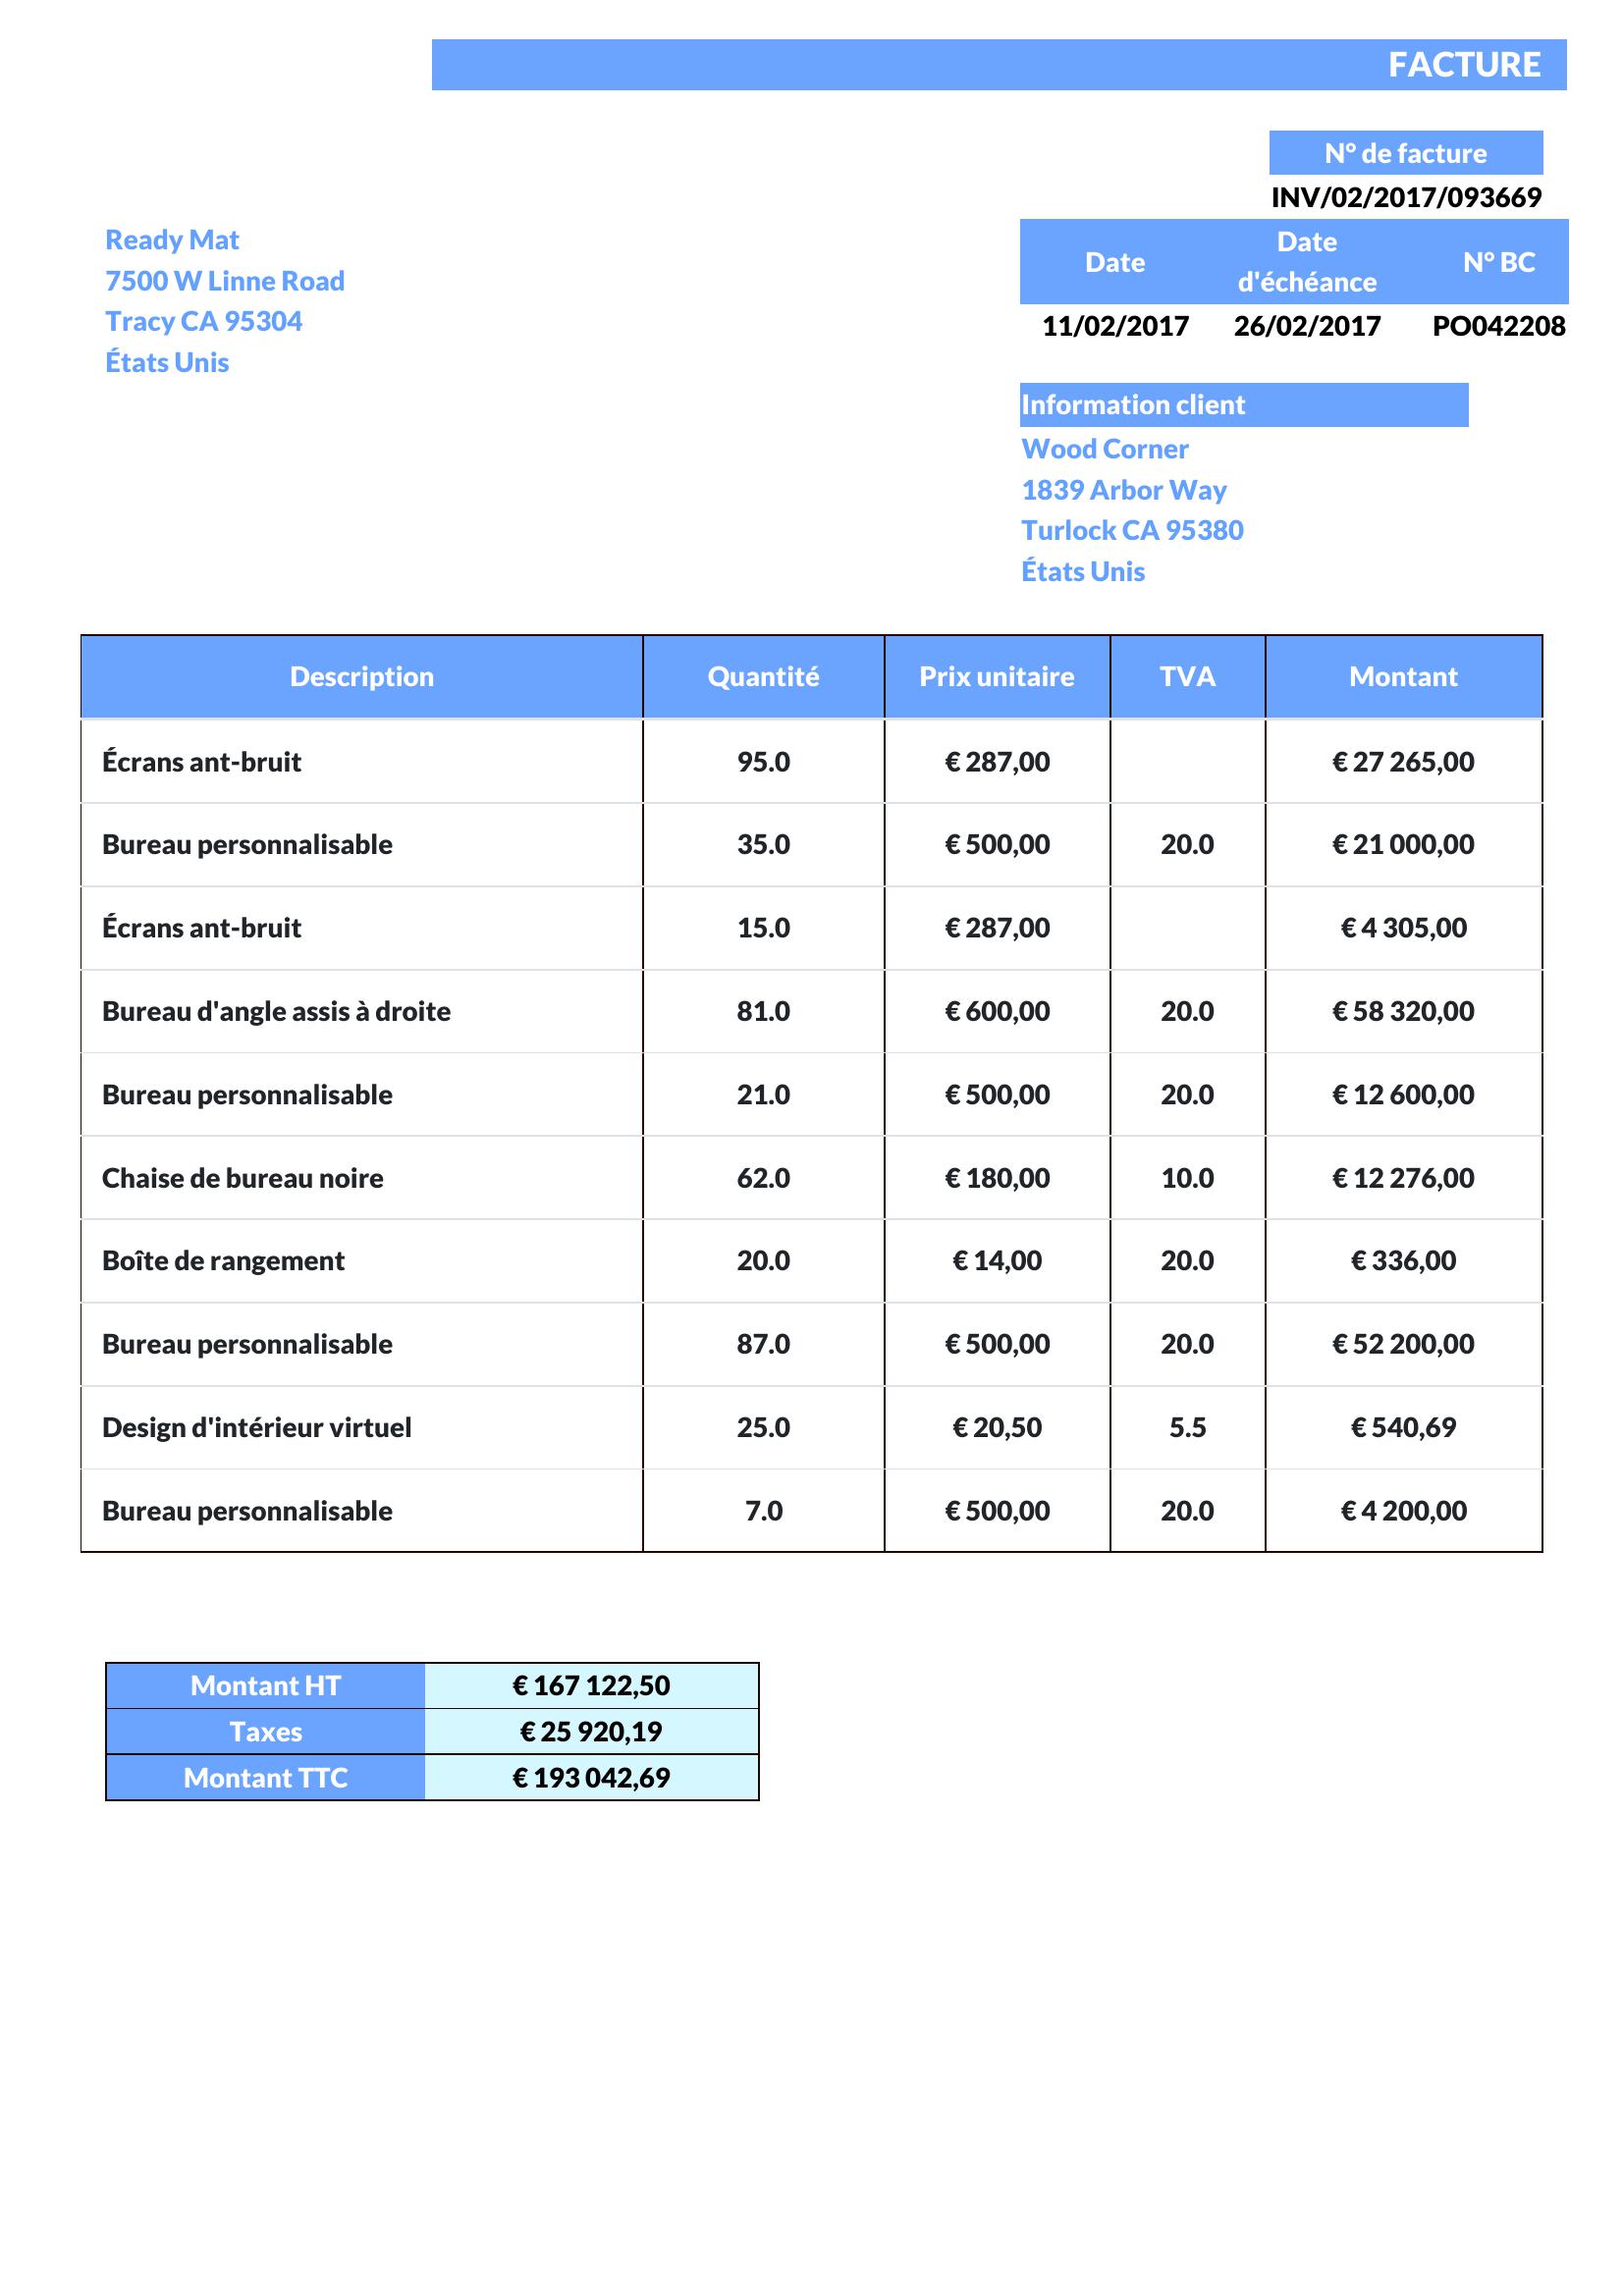 FACTURE
N° de facture
INV/02/2017/093669
Ready Mat
7500 W Linne Road
Tracy CA 95304
États Unis
Date Date d'échéance N° BC
11/02/2017 26/02/2017 PO042208
Information client
Wood Corner
1839 Arbor Way
Turlock CA 95380
États Unis
Description Quantité Prix unitaire TVA Montant
Écrans ant-bruit 95.0 € 287,00 € 27 265,00
Bureau personnalisable 35.0 € 500,00 20.0 € 21 000,00
Écrans ant-bruit 15.0 € 287,00 € 4 305,00
Bureau d'angle assis à droite 81.0 € 600,00 20.0 € 58 320,00
Bureau personnalisable 21.0 € 500,00 20.0 € 12 600,00
Chaise de bureau noire 62.0 € 180,00 10.0 € 12 276,00
Boîte de rangement 20.0 € 14,00 20.0 € 336,00
Bureau personnalisable 87.0 € 500,00 20.0 € 52 200,00
Design d'intérieur virtuel 25.0 € 20,50 5.5 € 540,69
Bureau personnalisable 7.0 € 500,00 20.0 € 4 200,00
Montant HT € 167 122,50
Taxes € 25 920,19
Montant TTC € 193 042,69